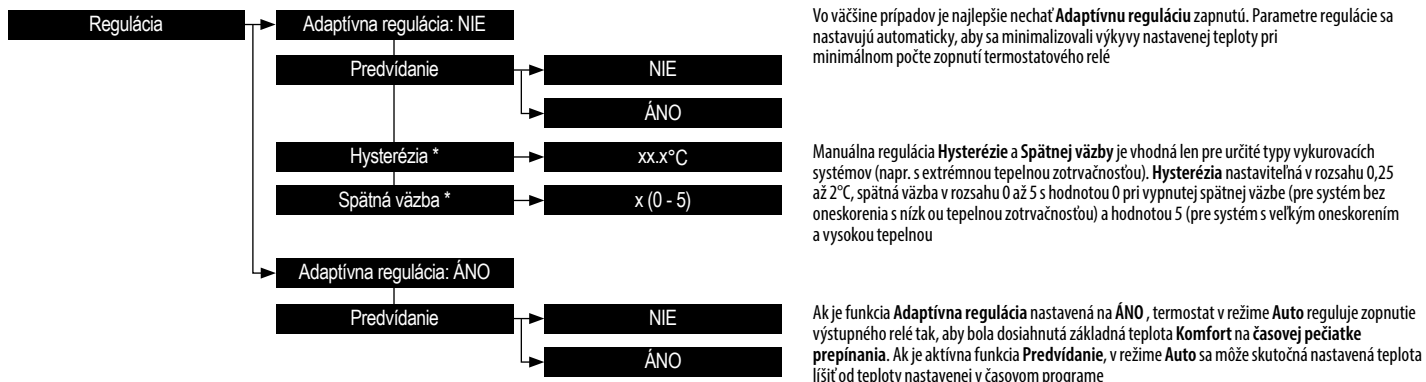 Regulácia
Adaptívna regulácia: NIE
Predvídanie
NIE
ÁNO
Hysterézia *
xx.x°C
Spätná väzba *
x (0 - 5)
Adaptívna regulácia: ÁNO
Predvídanie
NIE
ÁNO
Vo väčšine prípadov je najlepšie nechať Adaptívnu reguláciu zapnutú. Parametre regulácie sa
nastavujú automaticky, aby sa minimalizovali výkyvy nastavenej teploty pri
minimálnom počte zopnutí termostatového relé
Manuálna regulácia Hysterézie a Spätnej väzby je vhodná len pre určité typy vykurovacích
systémov (napr. s extrémnou tepelnou zotrvačnosťou). Hysterézia nastaviteľná v rozsahu 0,25
až 2°C, spätná väzba v rozsahu 0 až 5 s hodnotou 0 pri vypnutej spätnej väzbe (pre systém bez
oneskorenia s nízk ou tepelnou zotrvačnosťou) a hodnotou 5 (pre systém s veľkým oneskorením
a vysokou tepelnou
Ak je funkcia Adaptívna regulácia nastavená na ÁNO , termostat v režime Auto reguluje zopnutie
výstupného relé tak, aby bola dosiahnutá základná teplota Komfort na časovej pečiatke
prepínania. Ak je aktívna funkcia Predvídanie, v režime Auto sa môže skutočná nastavená teplota
líšiť od teploty nastavenej v časovom programe